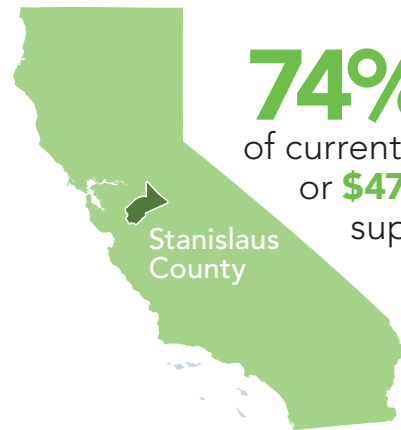 74%
of current
or $47
sup
Stanislaus
County